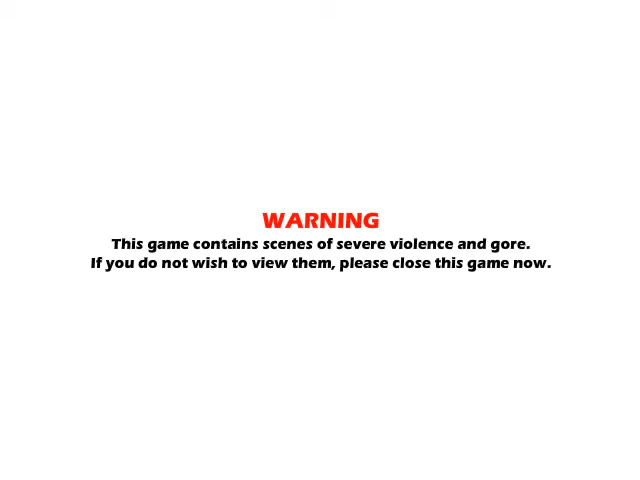 WARNING
This game contains scenes of severe violence and gore.
If you do not wish to view them, please close this game now.